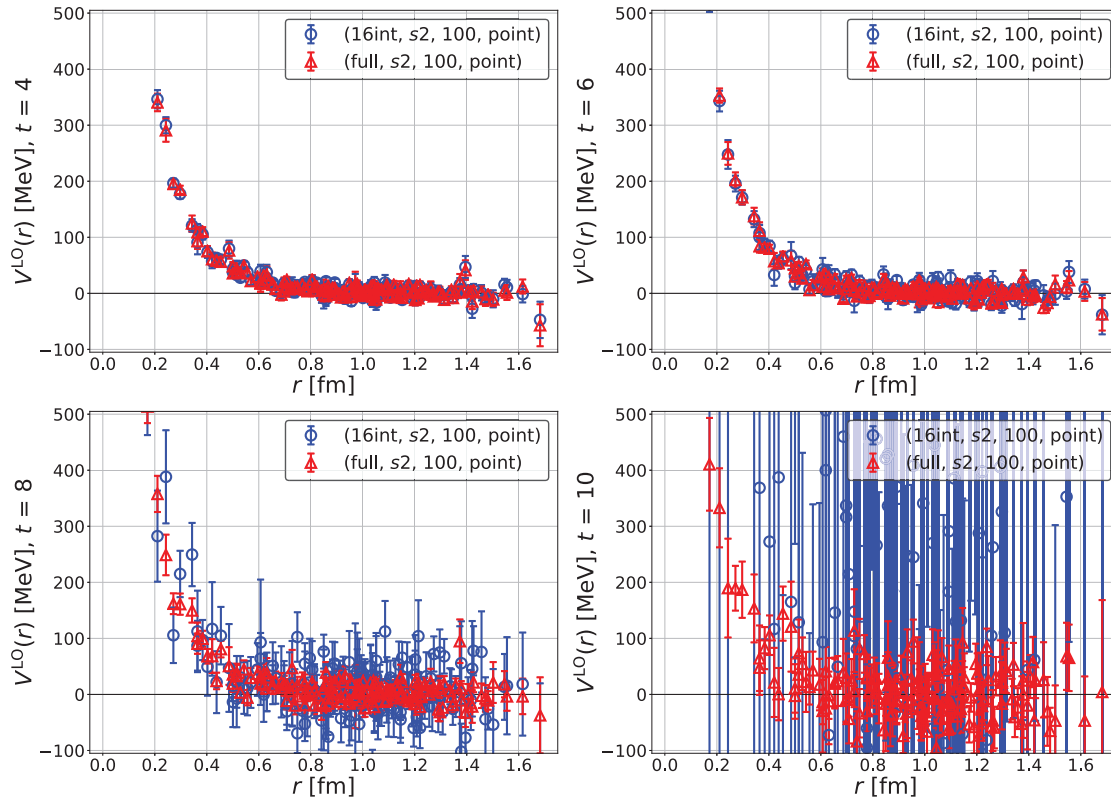 V^LO(r) [MeV], t = 4
500
400
300
200
100
0
−100
(16int, s2, 100, point)
(full, s2, 100, point)
0.0 0.2 0.4 0.6 0.8 1.0 1.2 1.4 1.6
r [fm]
V^LO(r) [MeV], t = 6
500
400
300
200
100
0
−100
(16int, s2, 100, point)
(full, s2, 100, point)
0.0 0.2 0.4 0.6 0.8 1.0 1.2 1.4 1.6
r [fm]
V^LO(r) [MeV], t = 8
500
400
300
200
100
0
−100
(16int, s2, 100, point)
(full, s2, 100, point)
0.0 0.2 0.4 0.6 0.8 1.0 1.2 1.4 1.6
r [fm]
V^LO(r) [MeV], t = 10
500
400
300
200
100
0
−100
(16int, s2, 100, point)
(full, s2, 100, point)
0.0 0.2 0.4 0.6 0.8 1.0 1.2 1.4 1.6
r [fm]